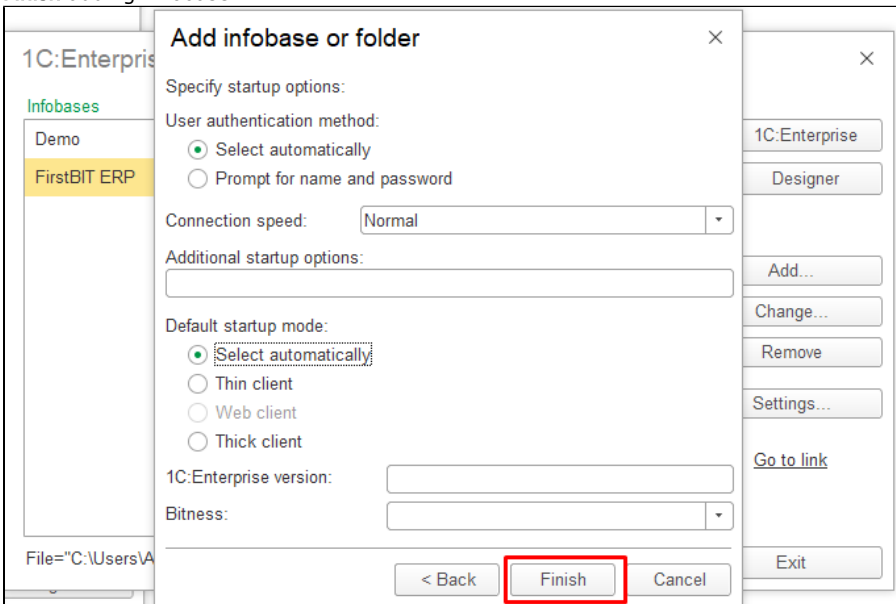 Add infobase or folder
1C:Enterpris
Specify startup options:
Infobases
User authentication method:
Demo
Select automatically
1C:Enterprise
FirstBIT ERP
Prompt for name and password
Designer
Connection speed:
Normal
Additional startup options:
Add...
Change...
Default startup mode:
Select automatically
Remove
Thin client
Web client
Settings...
Thick client
Go to link
1C:Enterprise version:
Bitness:
File="C:\Users\A
< Back
Finish
Cancel
Exit